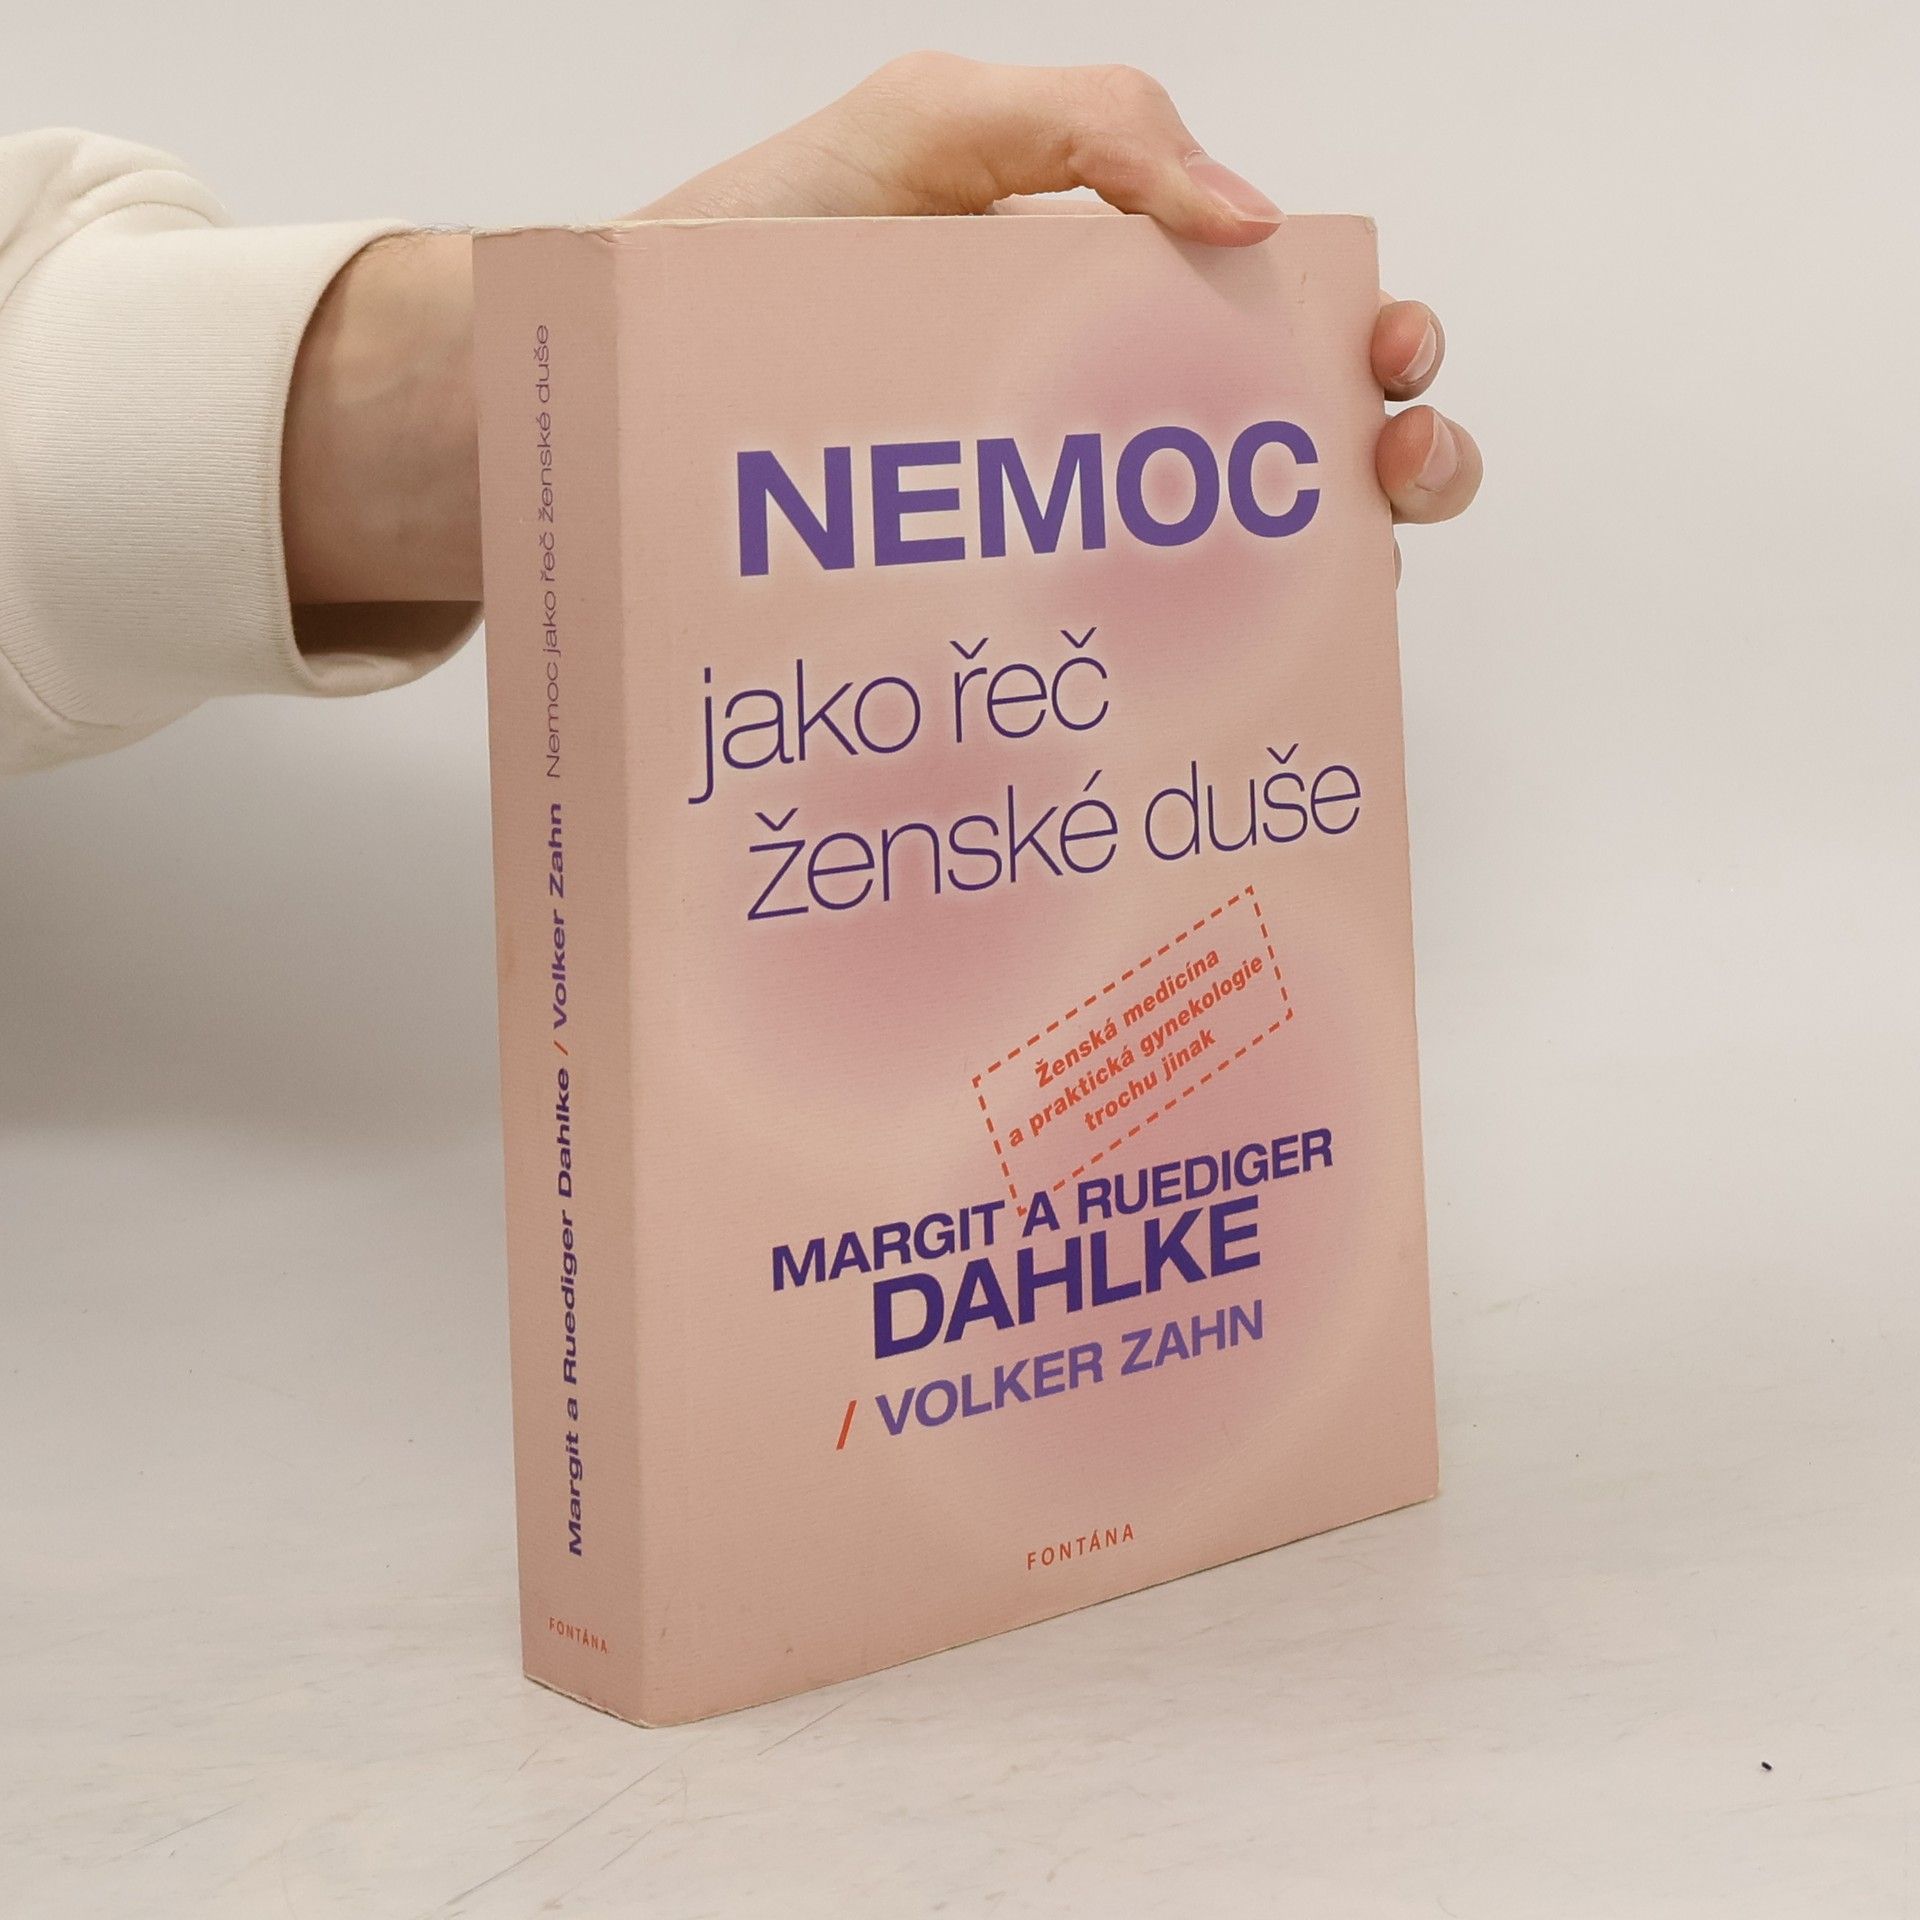 Margit a Ruediger Dahlke / Volker Zahn Nemoc jako řeč ženské duše
FONTÁNA
NEMOC
jako řeč
ženské duše
Ženská medicína
a praktická gynekologie
trochu jinak
MARGIT A RUEDIGER
DAHLKE
/ VOLKER ZAHN
FONTÁNA